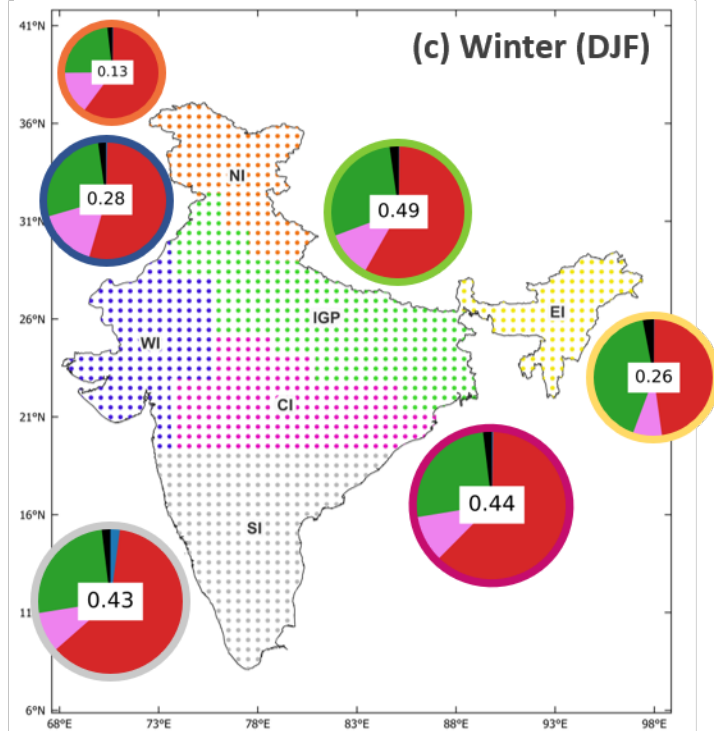 41°N
(c) Winter (DJF)
0.13
36°N
NI
0.28
0.49
31°N
26°N
IGP
EI
WI
0.26
CI
21°N
0.44
16°N
SI
0.43
11
6°N
68°E 73°E 78°E 83°E 88°E 93°E 98°E